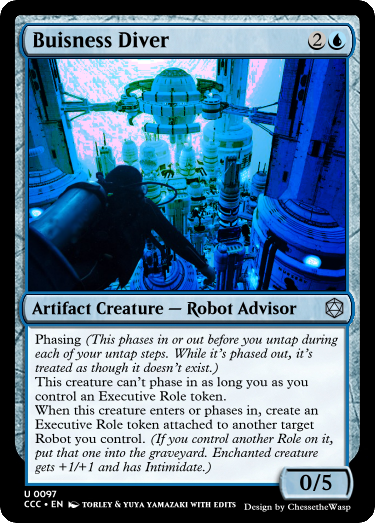 Buisness Diver 2
Artifact Creature — Robot Advisor
Phasing (This phases in or out before you untap during
each of your untap steps. While it's phased out, it's
treated as though it doesn't exist.)
This creature can't phase in as long you as you
control an Executive Role token.
When this creature enters or phases in, create an
Executive Role token attached to another target
Robot you control. (If you control another Role on it,
put that one into the graveyard. Enchanted creature
gets +1/+1 and has Intimidate.)
0/5
U 0097
CCC • EN TORLEY & YUYA YAMAZAKI WITH EDITS Design by ChessetheWasp